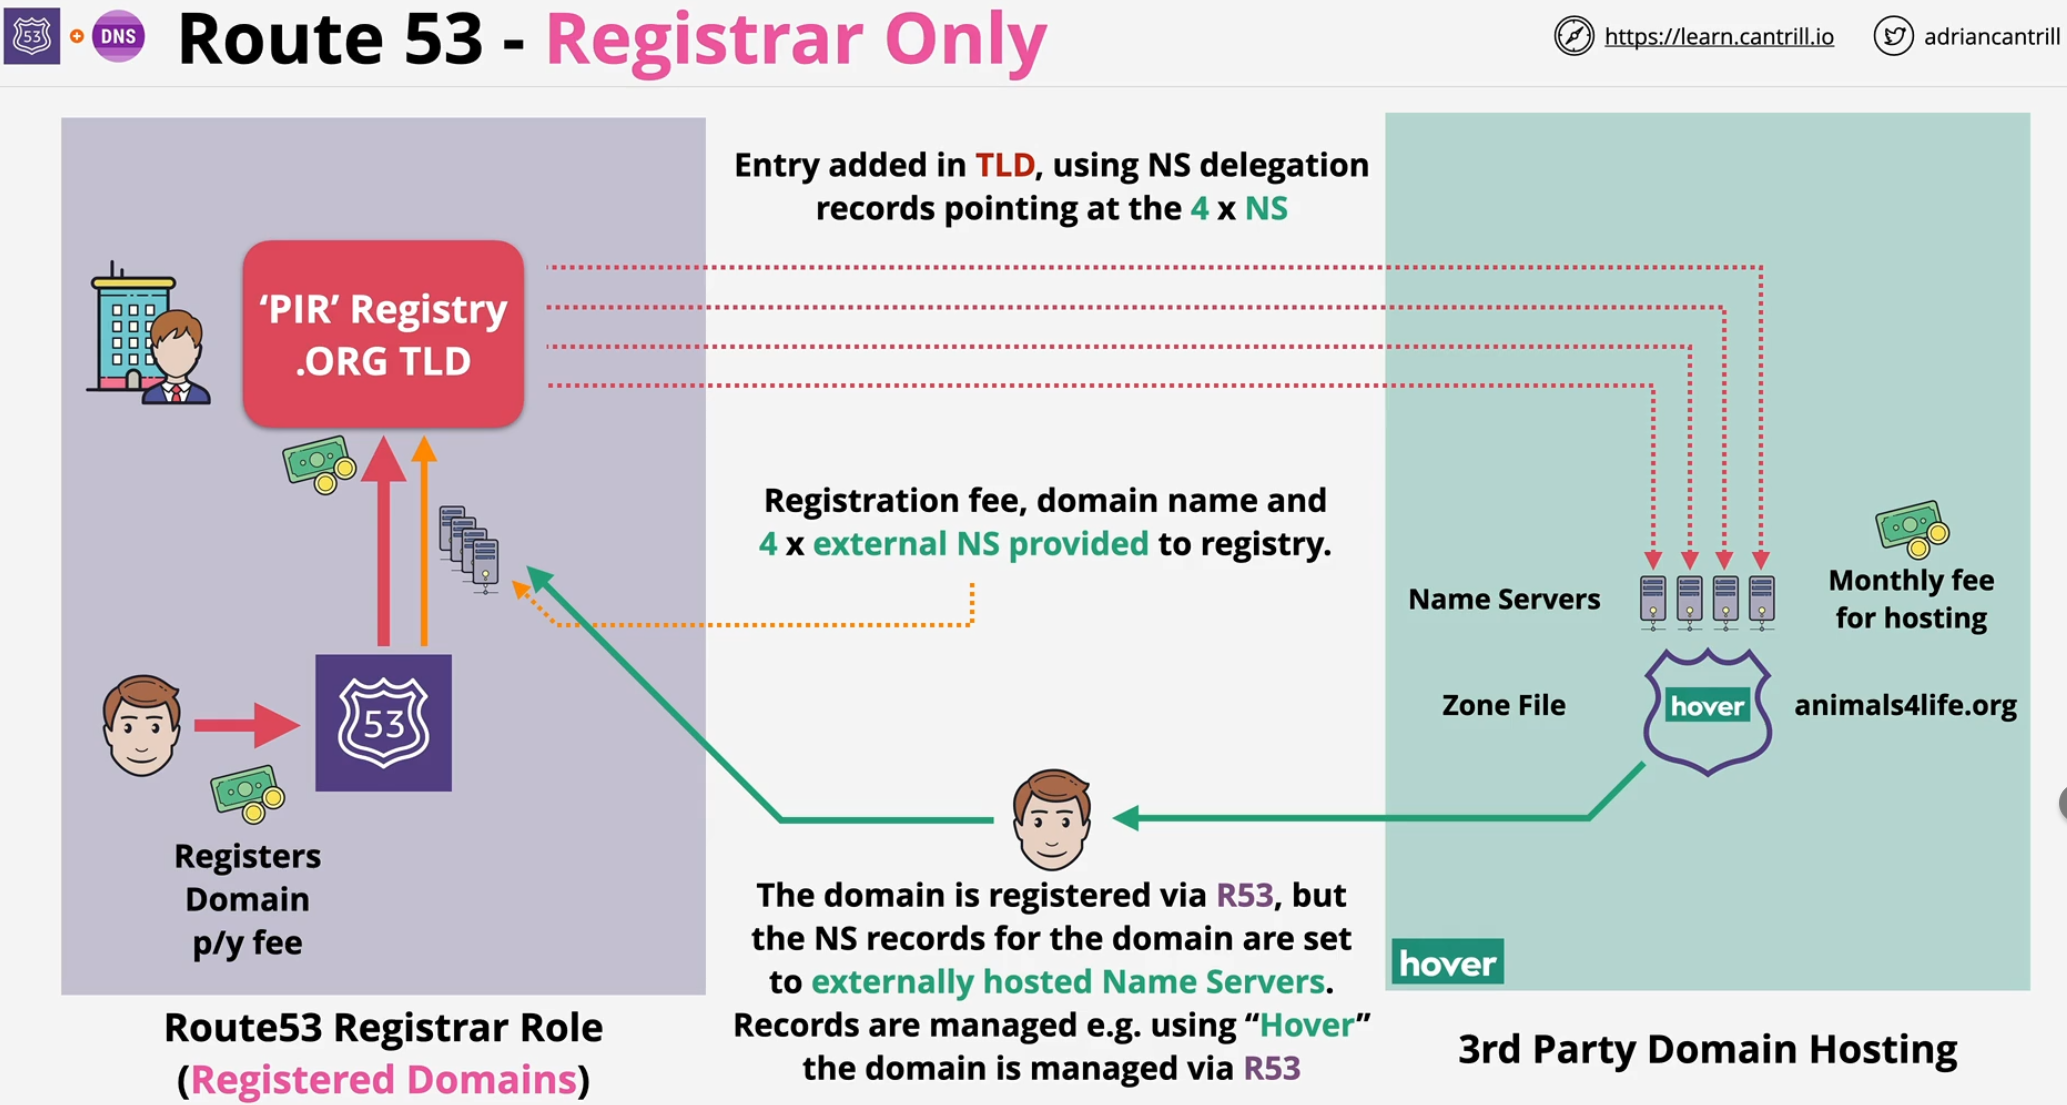 53
DNS
Route 53 - Registrar Only
https://learn.cantrill.io
adriancantrill
Entry added in TLD, using NS delegation
records pointing at the 4 x NS
‘PIR’ Registry
.ORG TLD
Registration fee, domain name and
4 x external NS provided to registry.
Name Servers
Monthly fee
for hosting
Zone File
hover
animals4life.org
53
Registers
Domain
p/y fee
The domain is registered via R53, but
the NS records for the domain are set
to externally hosted Name Servers.
Records are managed e.g. using “Hover”
the domain is managed via R53
hover
Route53 Registrar Role
(Registered Domains)
3rd Party Domain Hosting